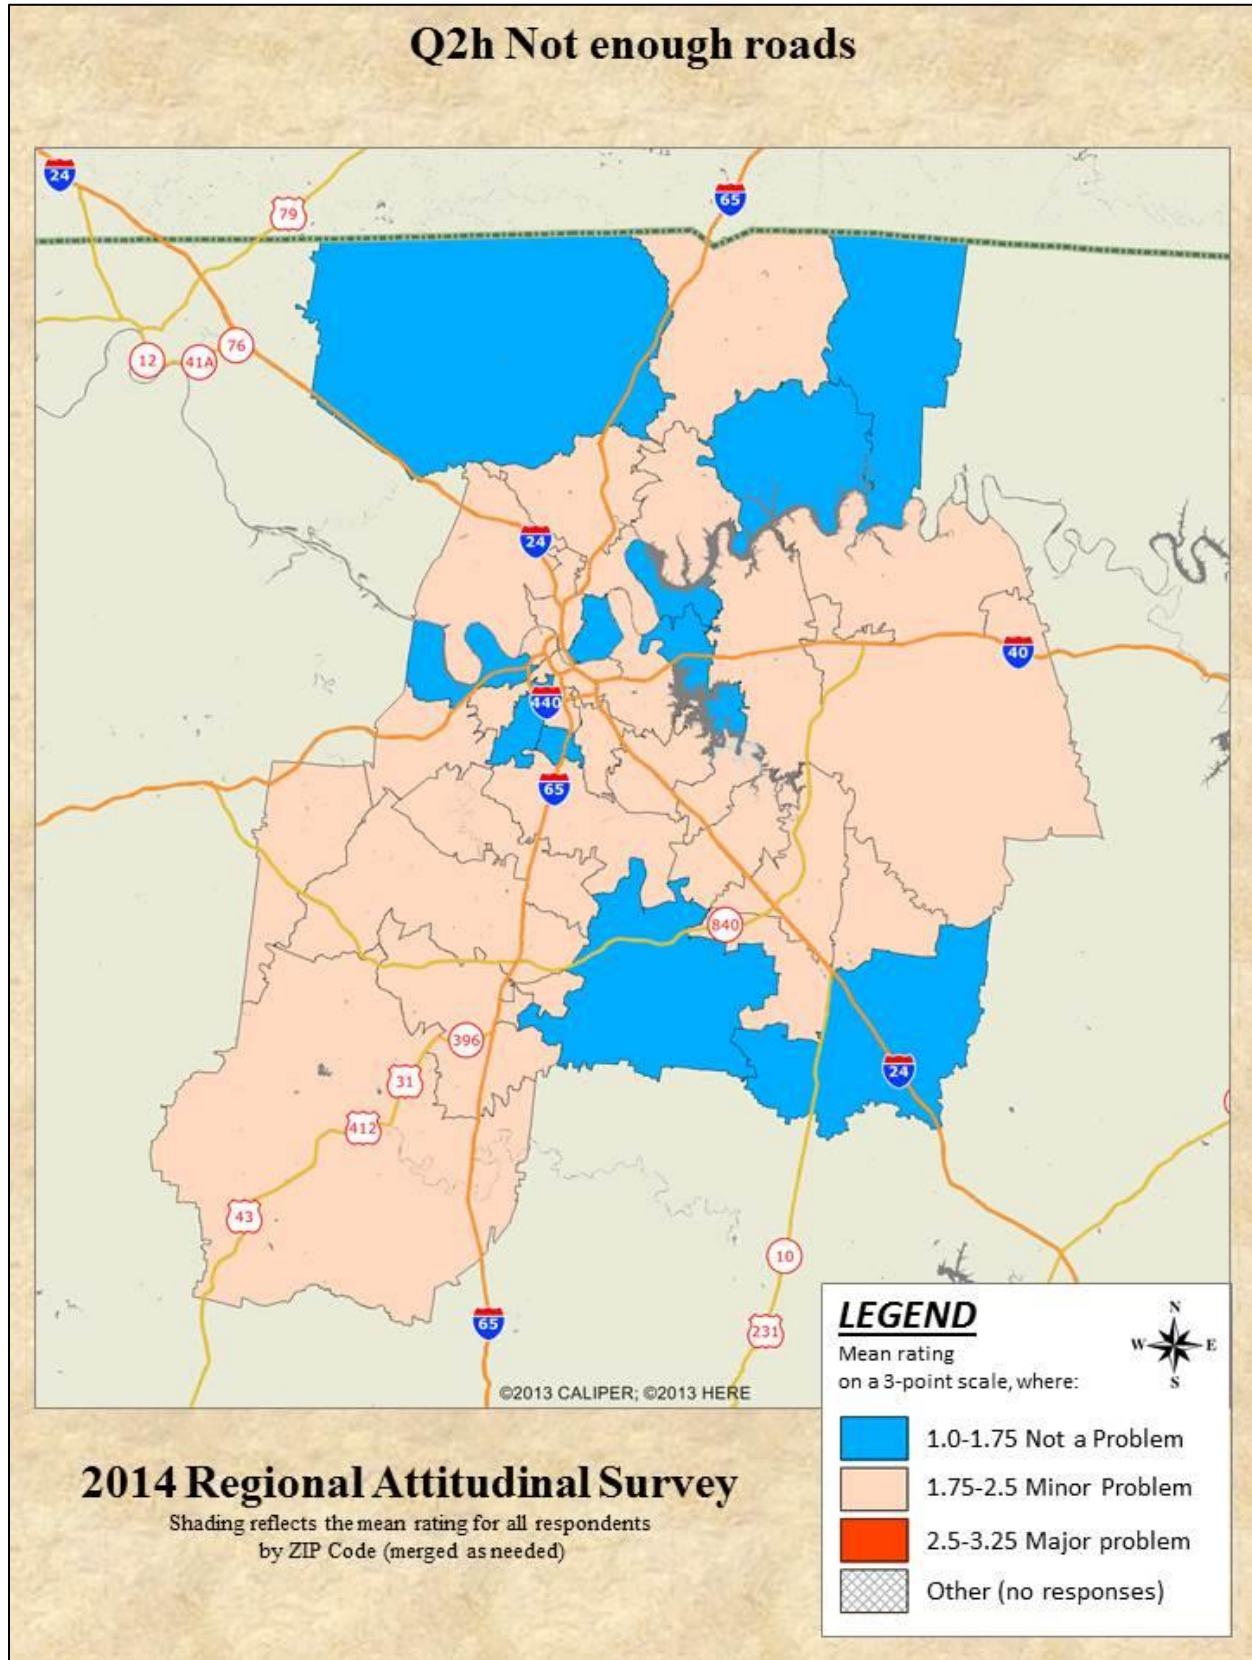 Q2h Not enough roads
24
79
65
12
41A
76
24
40
440
65
840
396
31
24
412
43
10
65
231
©2013 CALIPER; ©2013 HERE
LEGEND
Mean rating
on a 3-point scale, where:
N
W E
S
1.0-1.75 Not a Problem
1.75-2.5 Minor Problem
2.5-3.25 Major problem
Other (no responses)
2014 Regional Attitudinal Survey
Shading reflects the mean rating for all respondents
by ZIP Code (merged as needed)